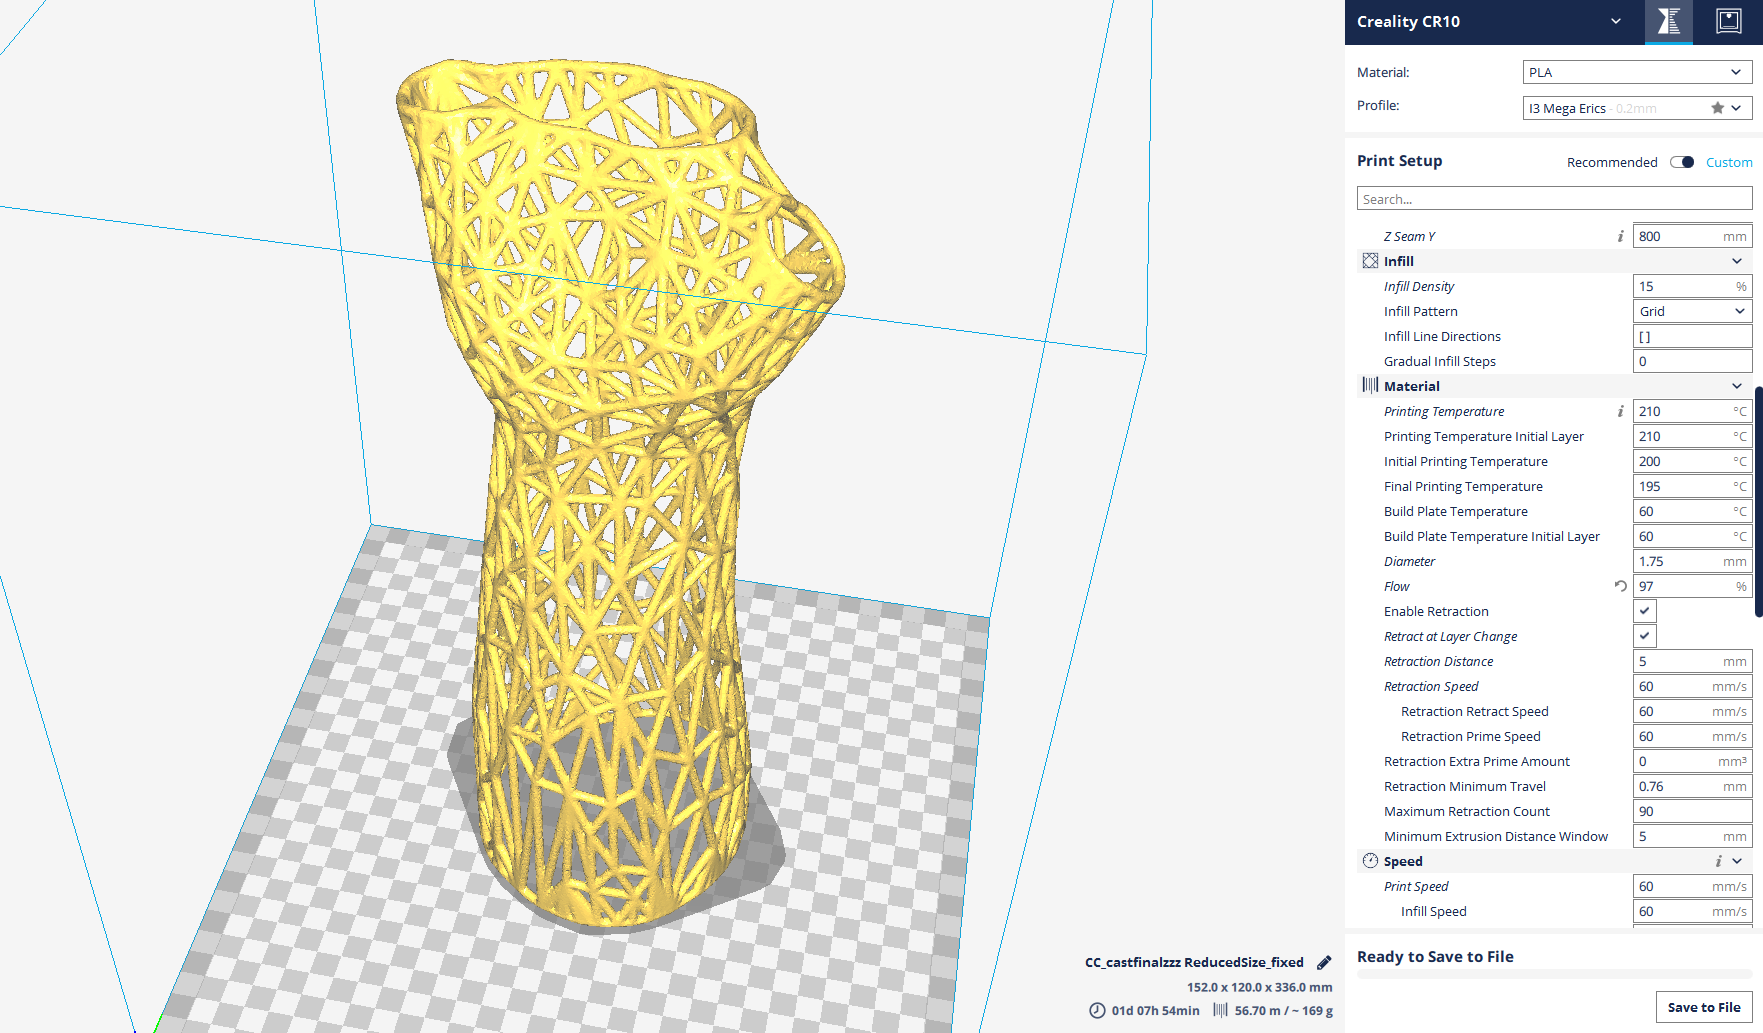 Creality CR10
Material: PLA
Profile: I3 Mega Erics - 0.2mm
Print Setup Recommended Custom
Search...
Z Seam Y i 800 mm
Infill
Infill Density 15 %
Infill Pattern Grid
Infill Line Directions [ ]
Gradual Infill Steps 0
Material
Printing Temperature i 210 °C
Printing Temperature Initial Layer 210 °C
Initial Printing Temperature 200 °C
Final Printing Temperature 195 °C
Build Plate Temperature 60 °C
Build Plate Temperature Initial Layer 60 °C
Diameter 1.75 mm
Flow 97 %
Enable Retraction
Retract at Layer Change
Retraction Distance 5 mm
Retraction Speed 60 mm/s
Retraction Retract Speed 60 mm/s
Retraction Prime Speed 60 mm/s
Retraction Extra Prime Amount 0 mm³
Retraction Minimum Travel 0.76 mm
Maximum Retraction Count 90
Minimum Extrusion Distance Window 5 mm
Speed i
Print Speed 60 mm/s
Infill Speed 60 mm/s
CC_castfinalzzz ReducedSize_fixed
152.0 x 120.0 x 336.0 mm
01d 07h 54min 56.70 m / ~ 169 g
Ready to Save to File
Save to File